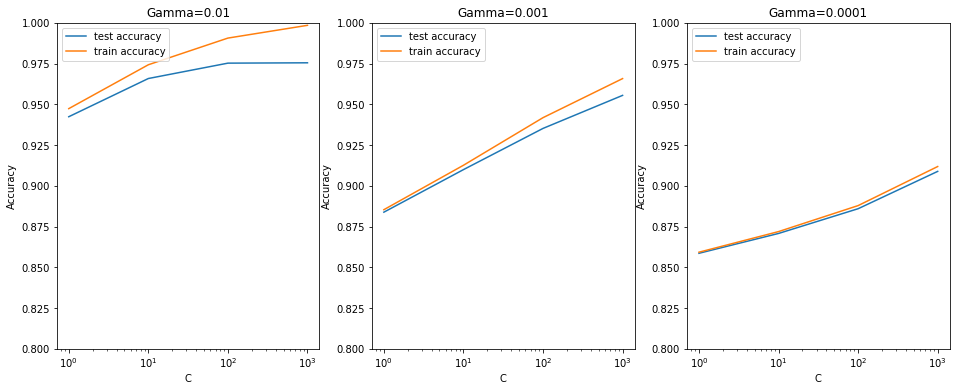 Gamma=0.01
test accuracy
train accuracy
1.000
0.975
0.950
0.925
0.900
0.875
0.850
0.825
0.800
Accuracy
10⁰
10¹
10²
10³
C
Gamma=0.001
test accuracy
train accuracy
1.000
0.975
0.950
0.925
0.900
0.875
0.850
0.825
0.800
Accuracy
10⁰
10¹
10²
10³
C
Gamma=0.0001
test accuracy
train accuracy
1.000
0.975
0.950
0.925
0.900
0.875
0.850
0.825
0.800
Accuracy
10⁰
10¹
10²
10³
C